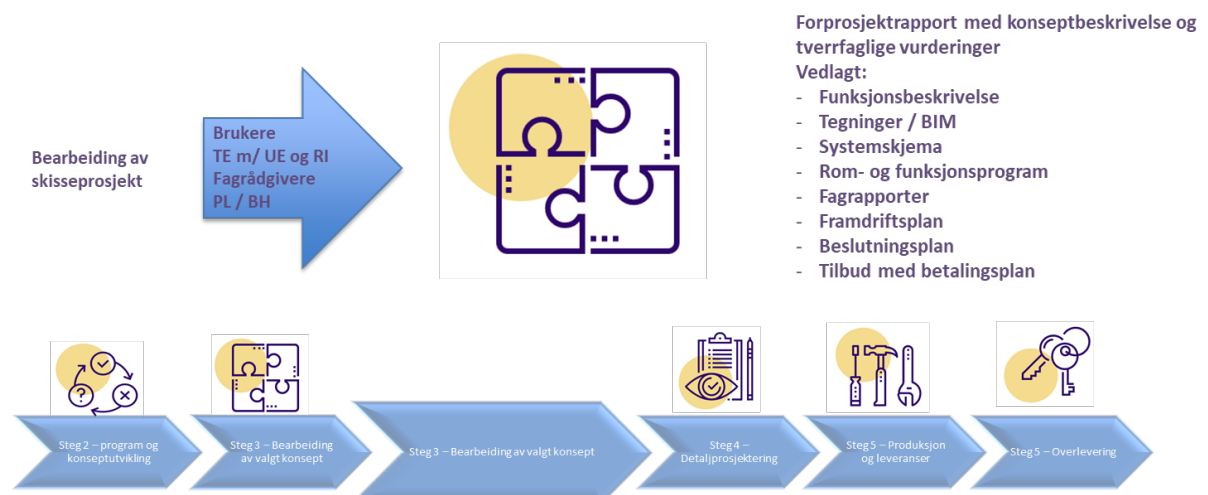 Bearbeiding av
skisseprosjekt
Brukere
TE m/ UE og RI
Fagrådgivere
PL / BH
Forprosjektrapport med konseptbeskrivelse og
tverrfaglige vurderinger
Vedlagt:
- Funksjonsbeskrivelse
- Tegninger / BIM
- Systemskjema
- Rom- og funksjonsprogram
- Fagrapporter
- Framdriftsplan
- Beslutningsplan
- Tilbud med betalingsplan
Steg 2 – program og
konseptutvikling
Steg 3 – Bearbeiding
av valgt konsept
Steg 3 – Bearbeiding av valgt konsept
Steg 4 –
Detaljprosjektering
Steg 5 – Produksjon
og leveranser
Steg 5 – Overlevering